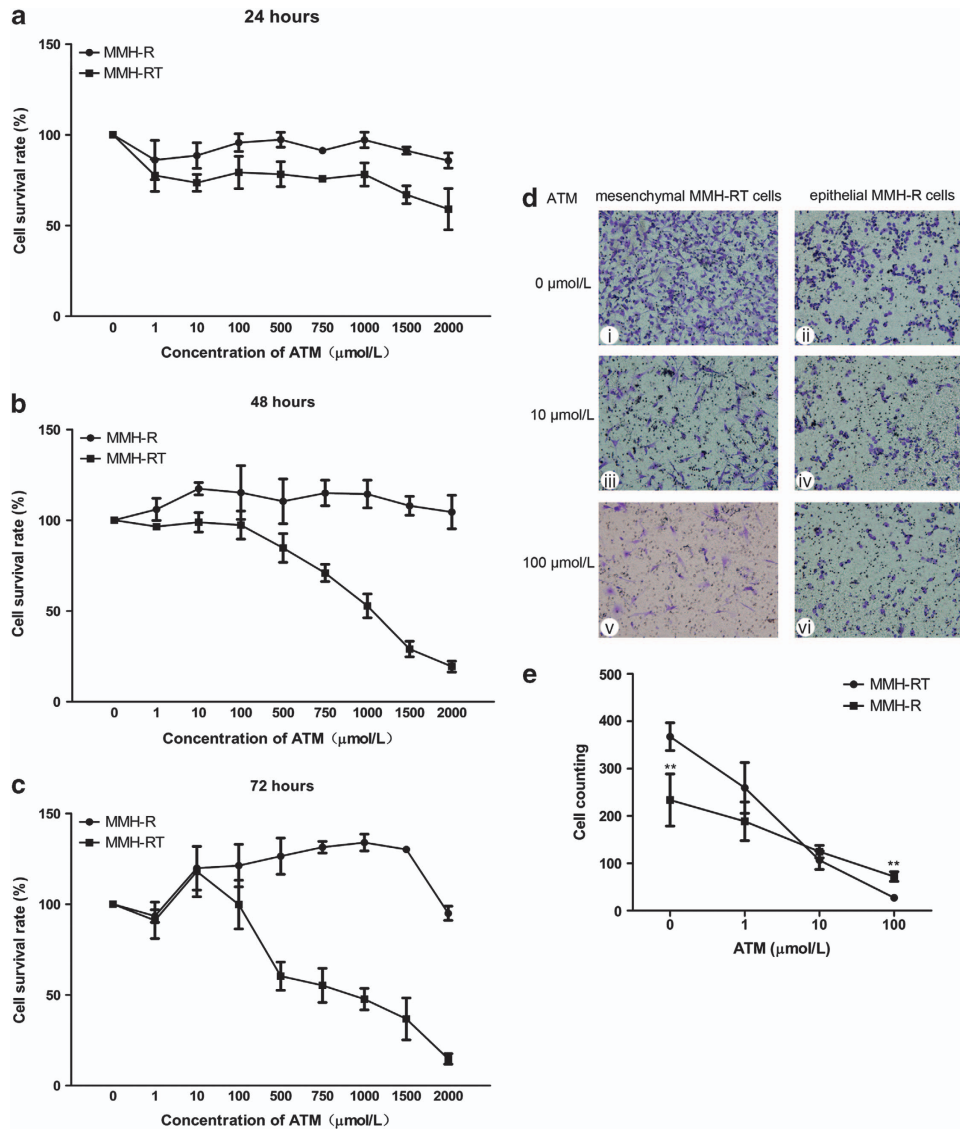 a
24 hours
150
100
50
0
Cell survival rate (%)
MMH-R
MMH-RT
0 1 10 100 500 750 1000 1500 2000
Concentration of ATM (μmol/L)
b
48 hours
150
100
50
0
Cell survival rate (%)
MMH-R
MMH-RT
0 1 10 100 500 750 1000 1500 2000
Concentration of ATM (μmol/L)
c
72 hours
150
100
50
0
Cell survival rate (%)
MMH-R
MMH-RT
0 1 10 100 500 750 1000 1500 2000
Concentration of ATM (μmol/L)
d ATM mesenchymal MMH-RT cells epithelial MMH-R cells
0 μmol/L
i ii
10 μmol/L
iii iv
100 μmol/L
v vi
e
500
400
300
200
100
0
Cell counting
MMH-RT
MMH-R
**
**
0 1 10 100
ATM (μmol/L)